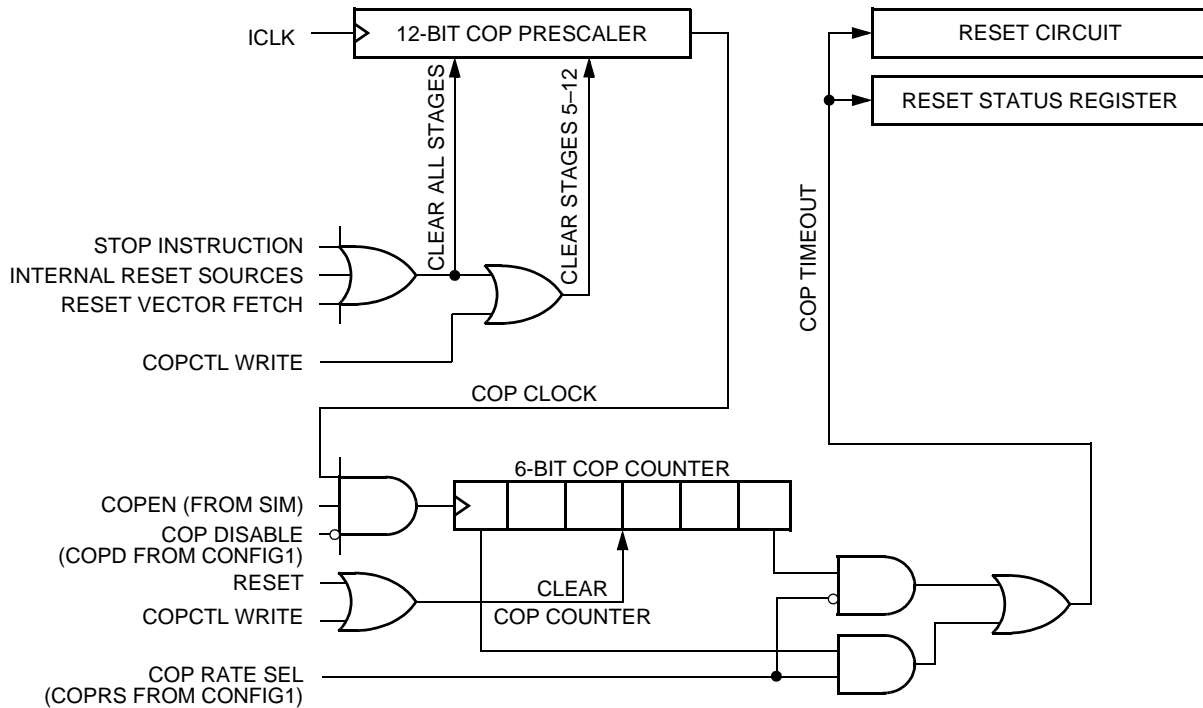 ICLK
12-BIT COP PRESCALER
RESET CIRCUIT
RESET STATUS REGISTER
CLEAR ALL STAGES
CLEAR STAGES 5–12
COP TIMEOUT
STOP INSTRUCTION
INTERNAL RESET SOURCES
RESET VECTOR FETCH
COPCTL WRITE
COP CLOCK
6-BIT COP COUNTER
COPEN (FROM SIM)
COP DISABLE
(COPD FROM CONFIG1)
RESET
COPCTL WRITE
CLEAR
COP COUNTER
COP RATE SEL
(COPRS FROM CONFIG1)